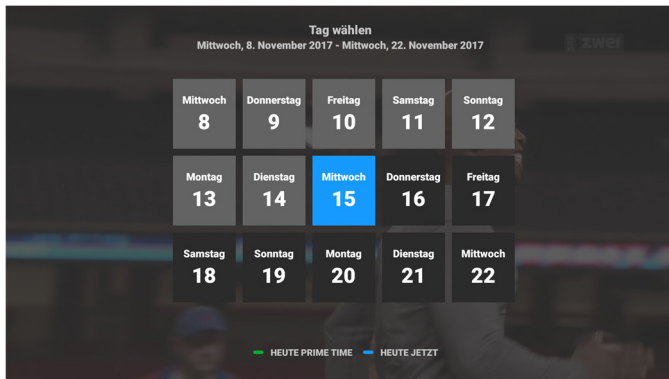 Tag wählen
Mittwoch, 8. November 2017 - Mittwoch, 22. November 2017
zwei
Mittwoch Donnerstag Freitag Samstag Sonntag
8 9 10 11 12
Montag Dienstag Mittwoch Donnerstag Freitag
13 14 15 16 17
Samstag Sonntag Montag Dienstag Mittwoch
18 19 20 21 22
HEUTE PRIME TIME HEUTE JETZT